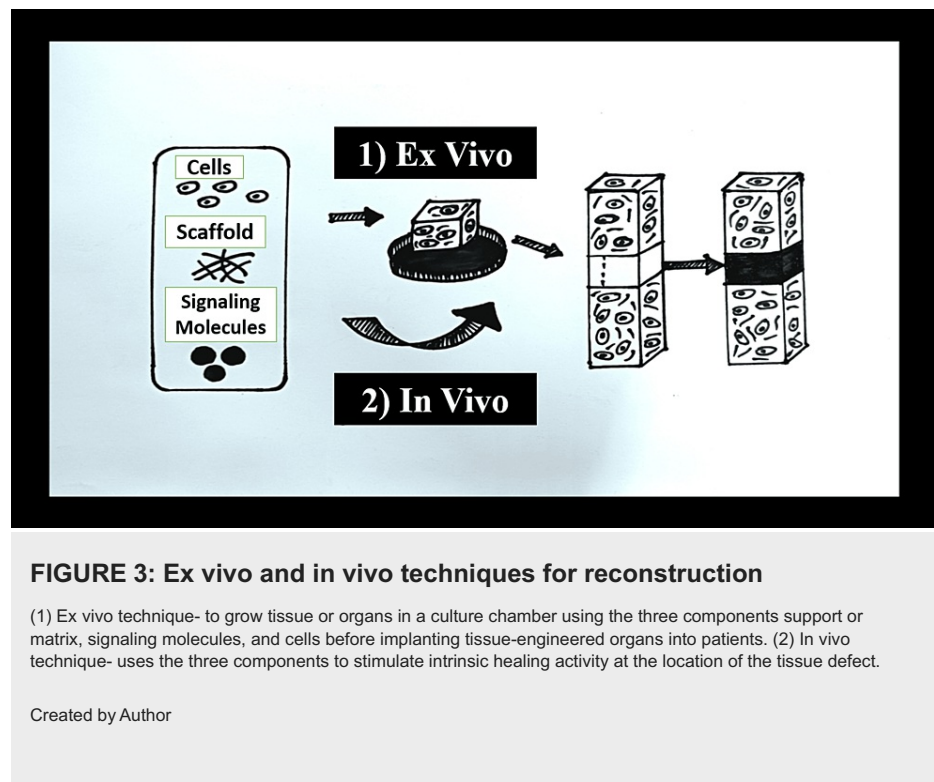 Cells
Scaffold
Signaling
Molecules
1) Ex Vivo
2) In Vivo
FIGURE 3: Ex vivo and in vivo techniques for reconstruction
(1) Ex vivo technique- to grow tissue or organs in a culture chamber using the three components support or
matrix, signaling molecules, and cells before implanting tissue-engineered organs into patients. (2) In vivo
technique- uses the three components to stimulate intrinsic healing activity at the location of the tissue defect.
Created by Author